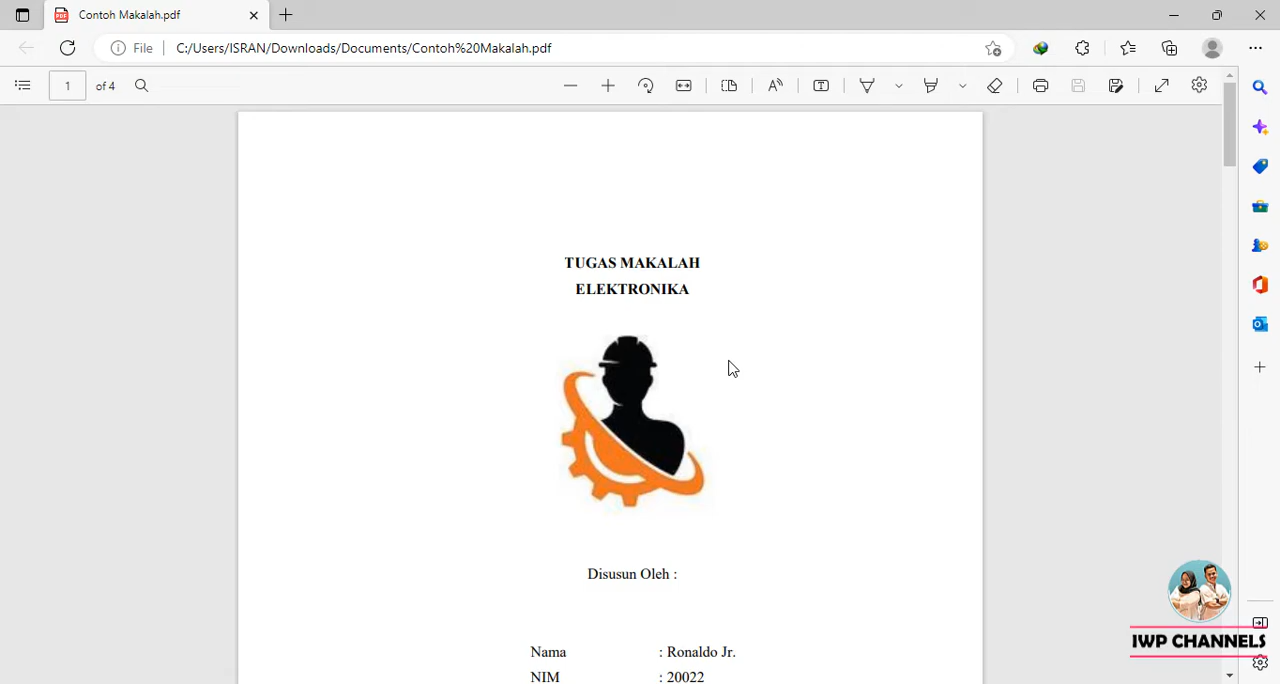 Contoh Makalah.pdf
File
C:/Users/ISRAN/Downloads/Documents/Contoh%20Makalah.pdf
1 of 4
TUGAS MAKALAH
ELEKTRONIKA
Disusun Oleh :
Nama : Ronaldo Jr.
NIM : 20022
IWP CHANNELS